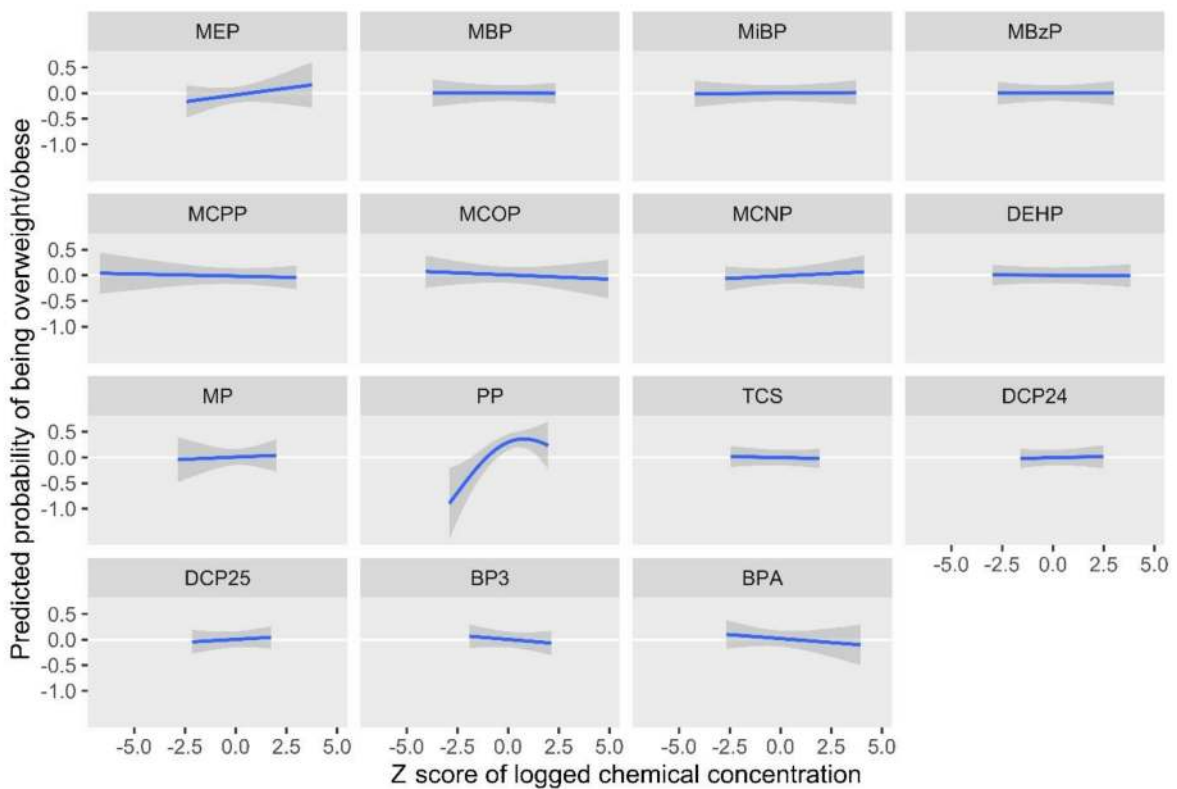 Predicted probability of being overweight/obese
MEP MBP MiBP MBzP
0.5
0.0
-0.5
-1.0
MCPP MCOP MCNP DEHP
0.5
0.0
-0.5
-1.0
MP PP TCS DCP24
0.5
0.0
-0.5
-1.0
-5.0 -2.5 0.0 2.5 5.0
DCP25 BP3 BPA
0.5
0.0
-0.5
-1.0
-5.0 -2.5 0.0 2.5 5.0 -5.0 -2.5 0.0 2.5 5.0 -5.0 -2.5 0.0 2.5 5.0
Z score of logged chemical concentration